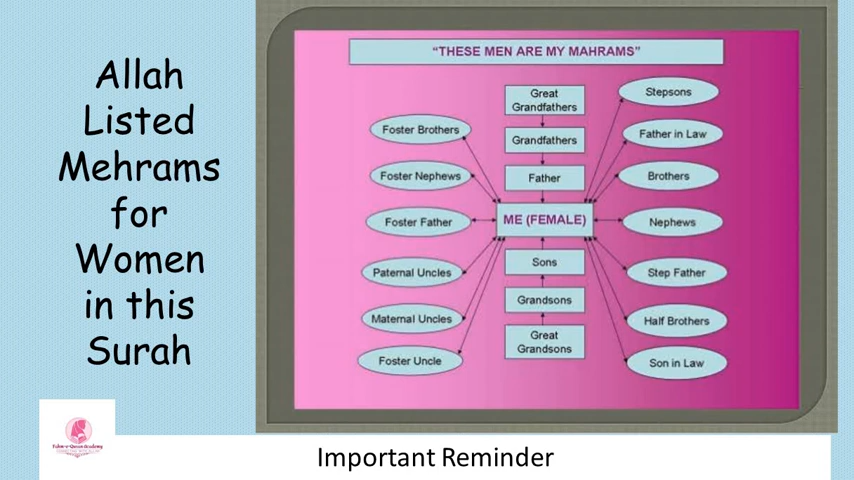 Allah
Listed
Mehrams
for
Women
in this
Surah
“THESE MEN ARE MY MAHRAMS”
Great
Grandfathers
Grandfathers
Father
ME (FEMALE)
Sons
Grandsons
Great
Grandsons
Foster Brothers
Foster Nephews
Foster Father
Paternal Uncles
Maternal Uncles
Foster Uncle
Stepsons
Father in Law
Brothers
Nephews
Step Father
Half Brothers
Son in Law
Important Reminder